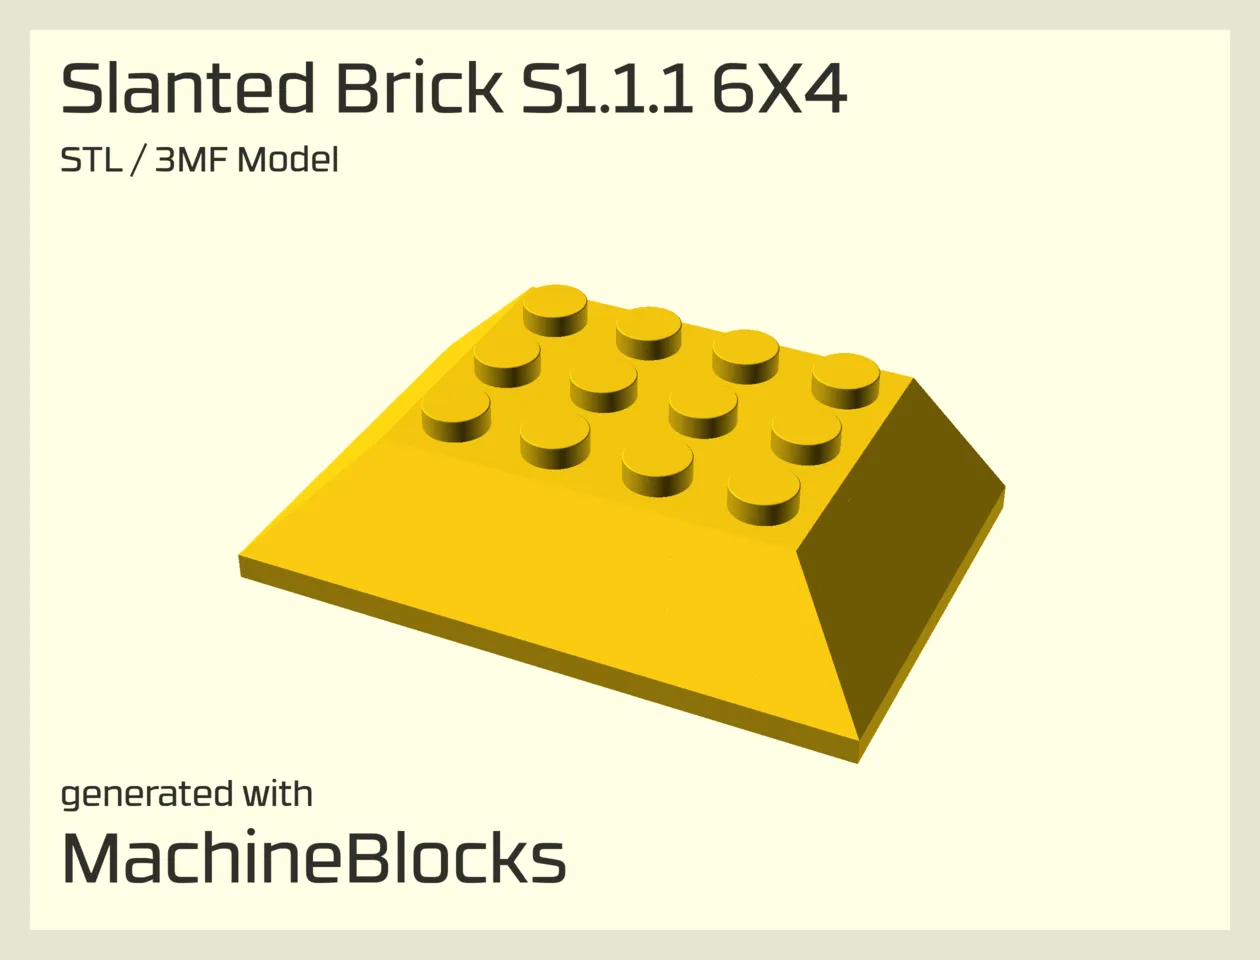 Slanted Brick S1.1.1 6X4
STL / 3MF Model
generated with
MachineBlocks